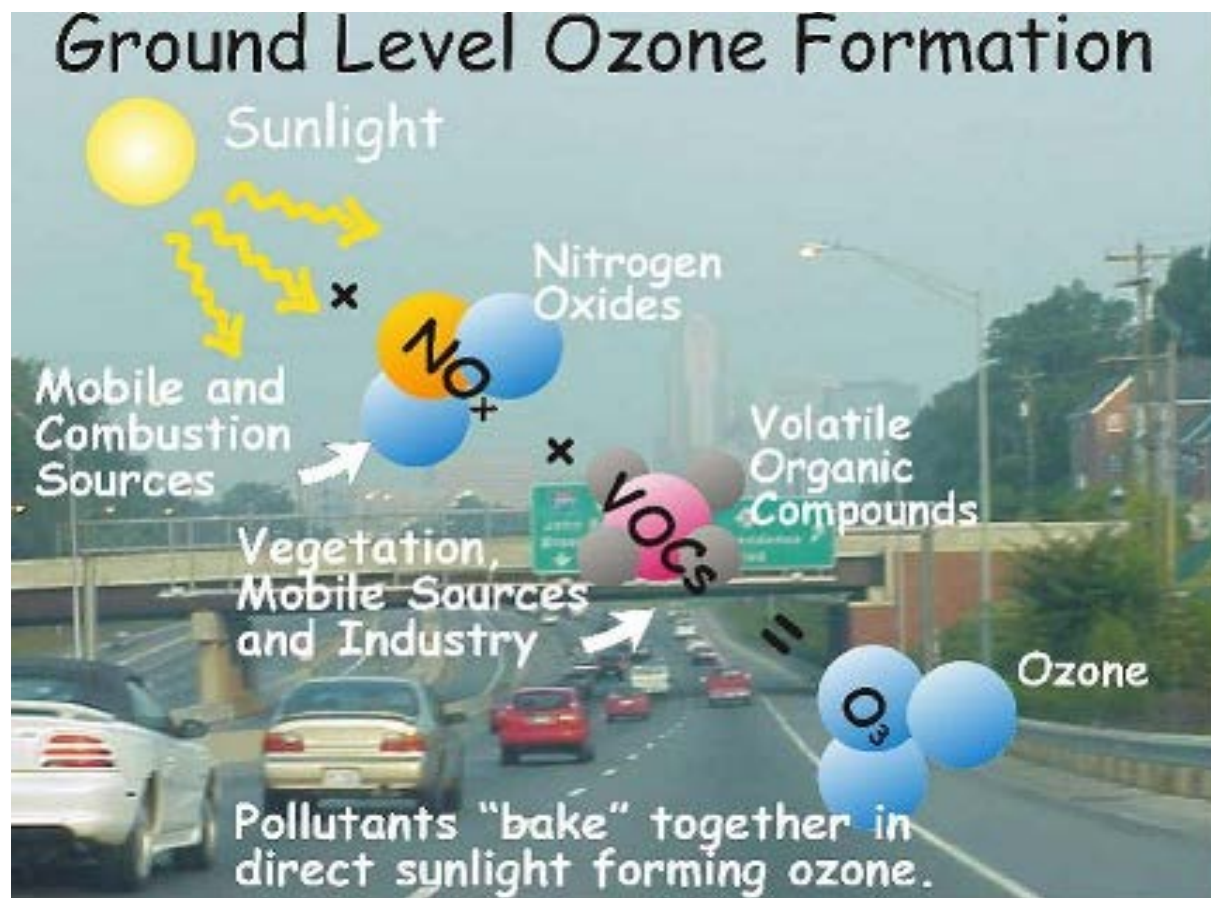 Ground Level Ozone Formation
Sunlight
Nitrogen
Oxides
NOx
Mobile and
Combustion
Sources
Volatile
Organic
Compounds
VOCs
Vegetation,
Mobile Sources
and Industry
=
Ozone
O3
Pollutants “bake” together in
direct sunlight forming ozone.